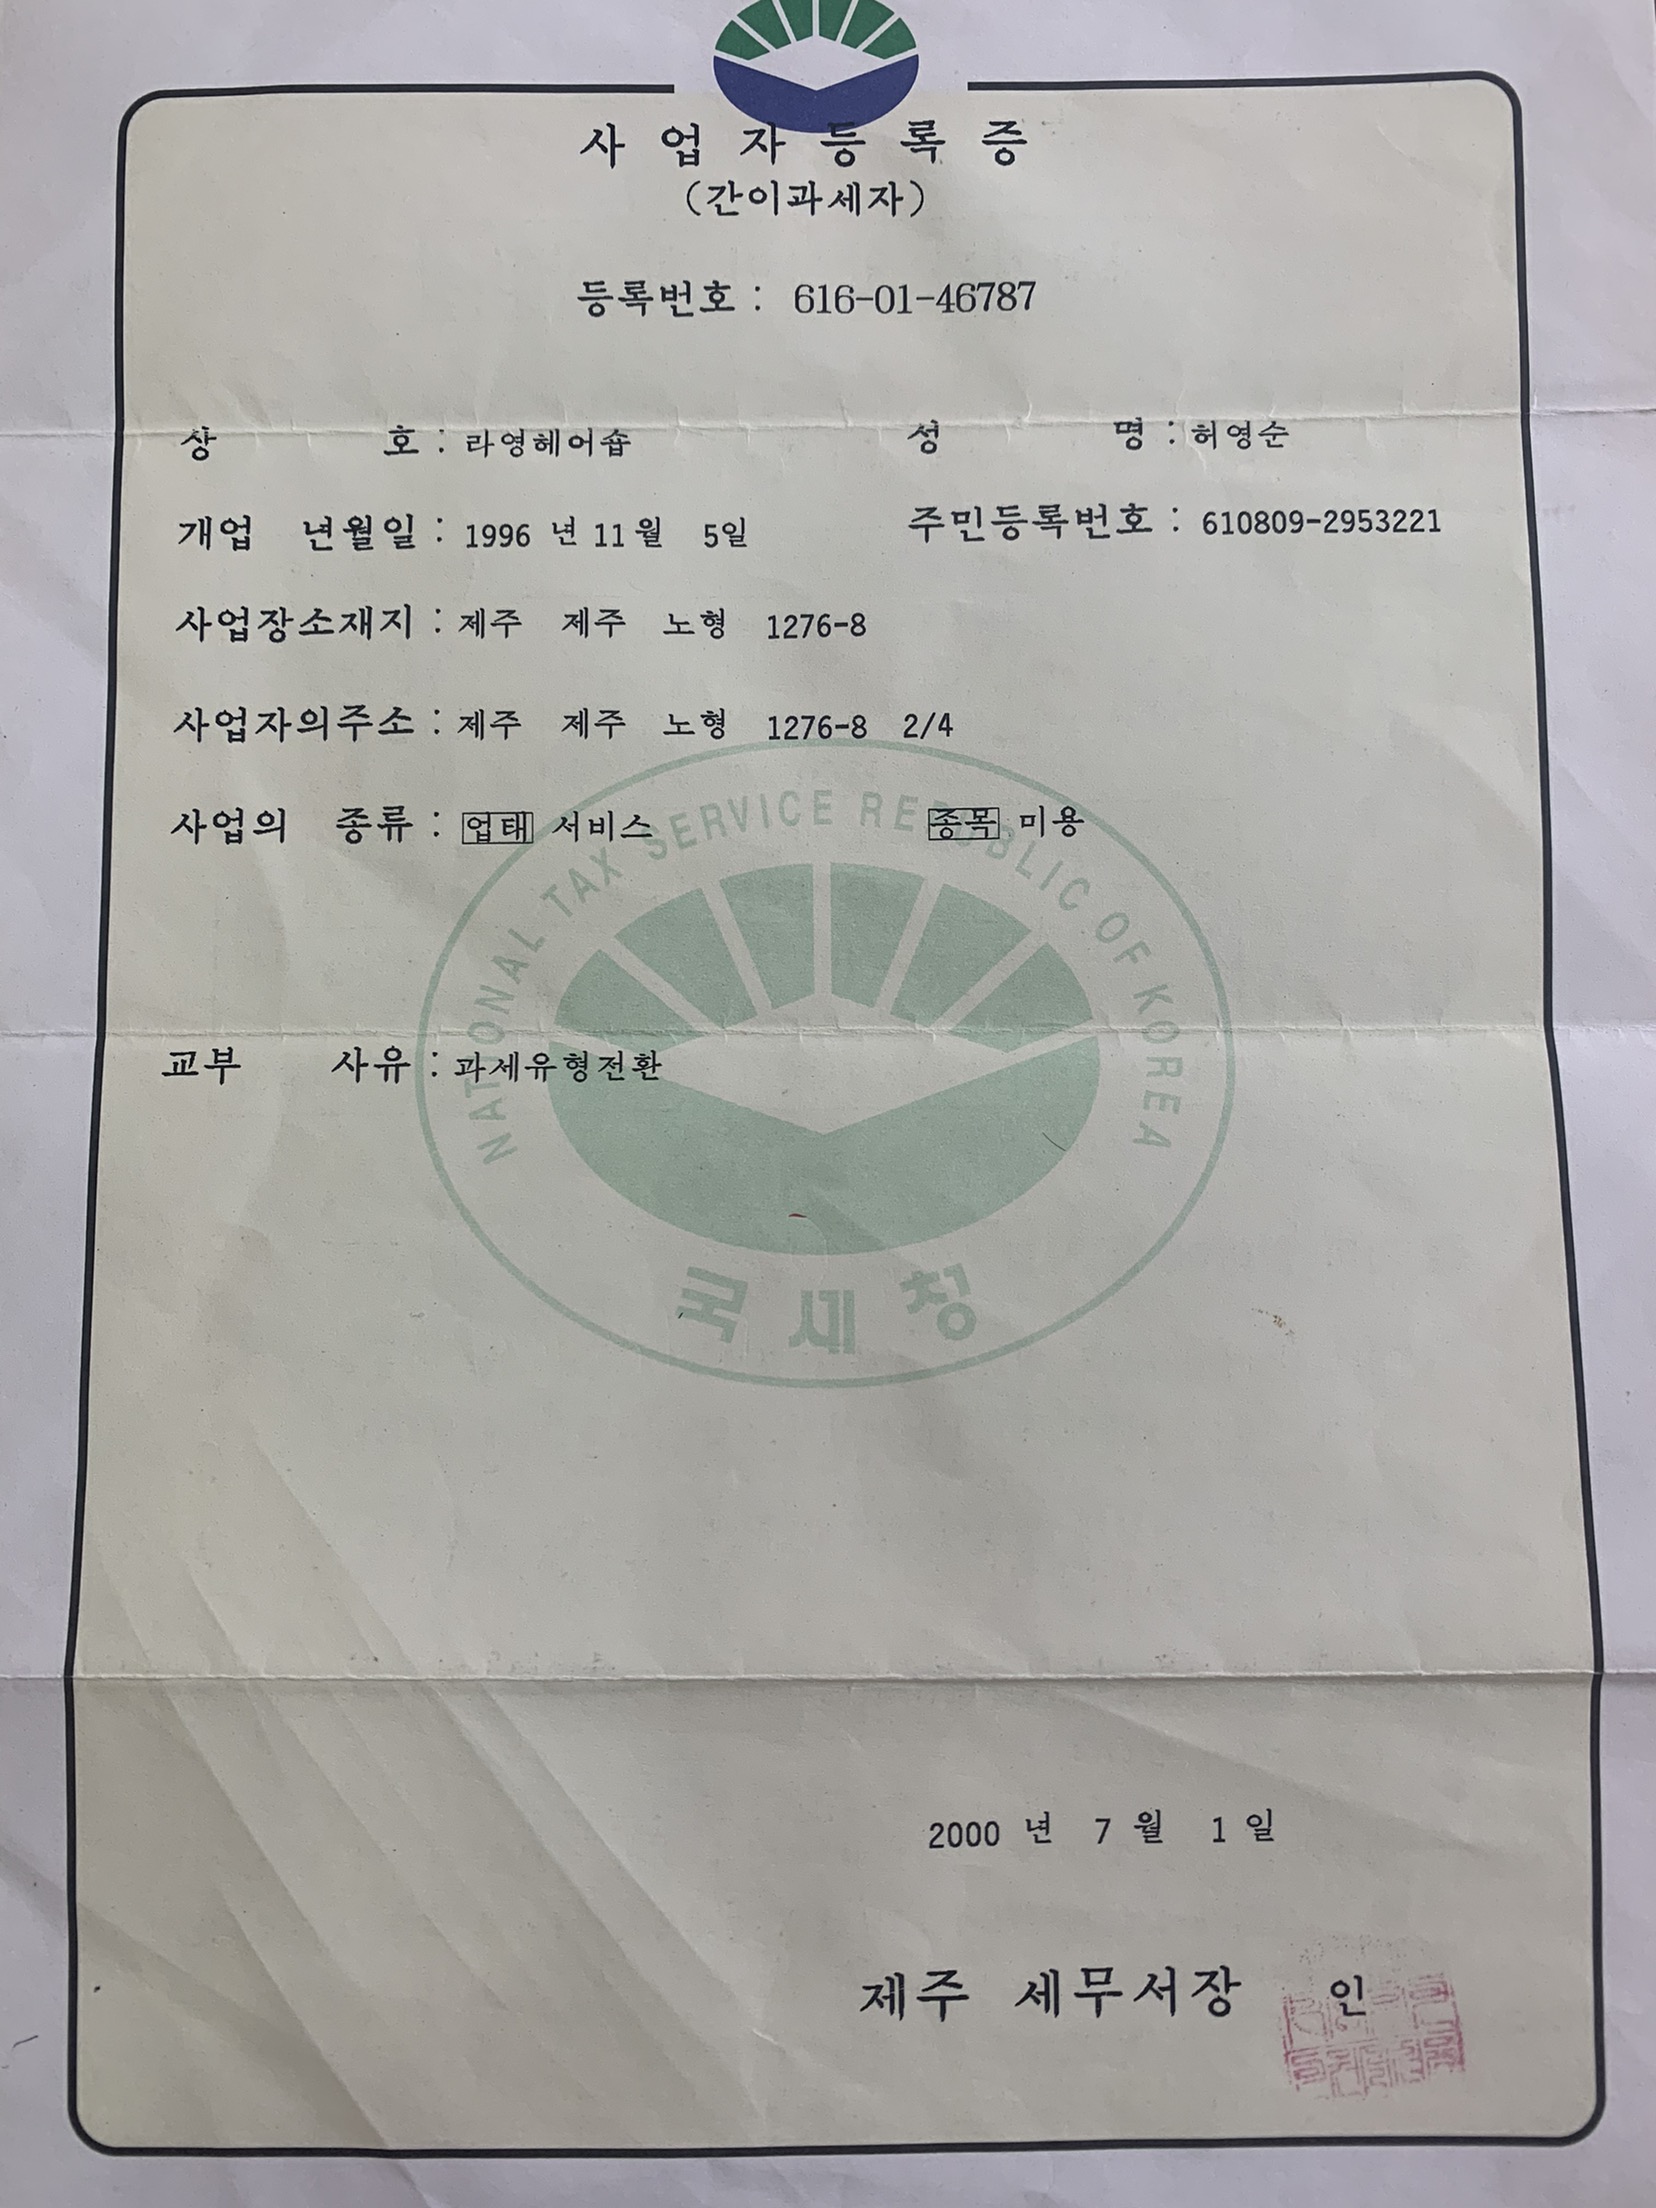 사 업 자 등 록 증
(간이과세자)
등록번호 : 616-01-46787
상 호 : 라영헤어숍 성 명 : 허영순
개업 년월일 : 1996 년 11 월 5일 주민등록번호 : 610809-2953221
사업장소재지 : 제주 제주 노형 1276-8
사업자의주소 : 제주 제주 노형 1276-8 2/4
사업의 종류 : 업태 서비스 종목 미용
NATIONAL TAX SERVICE REPUBLIC OF KOREA
교부 사유 : 과세유형전환
국세청
2000 년 7 월 1 일
제주 세무서장 인